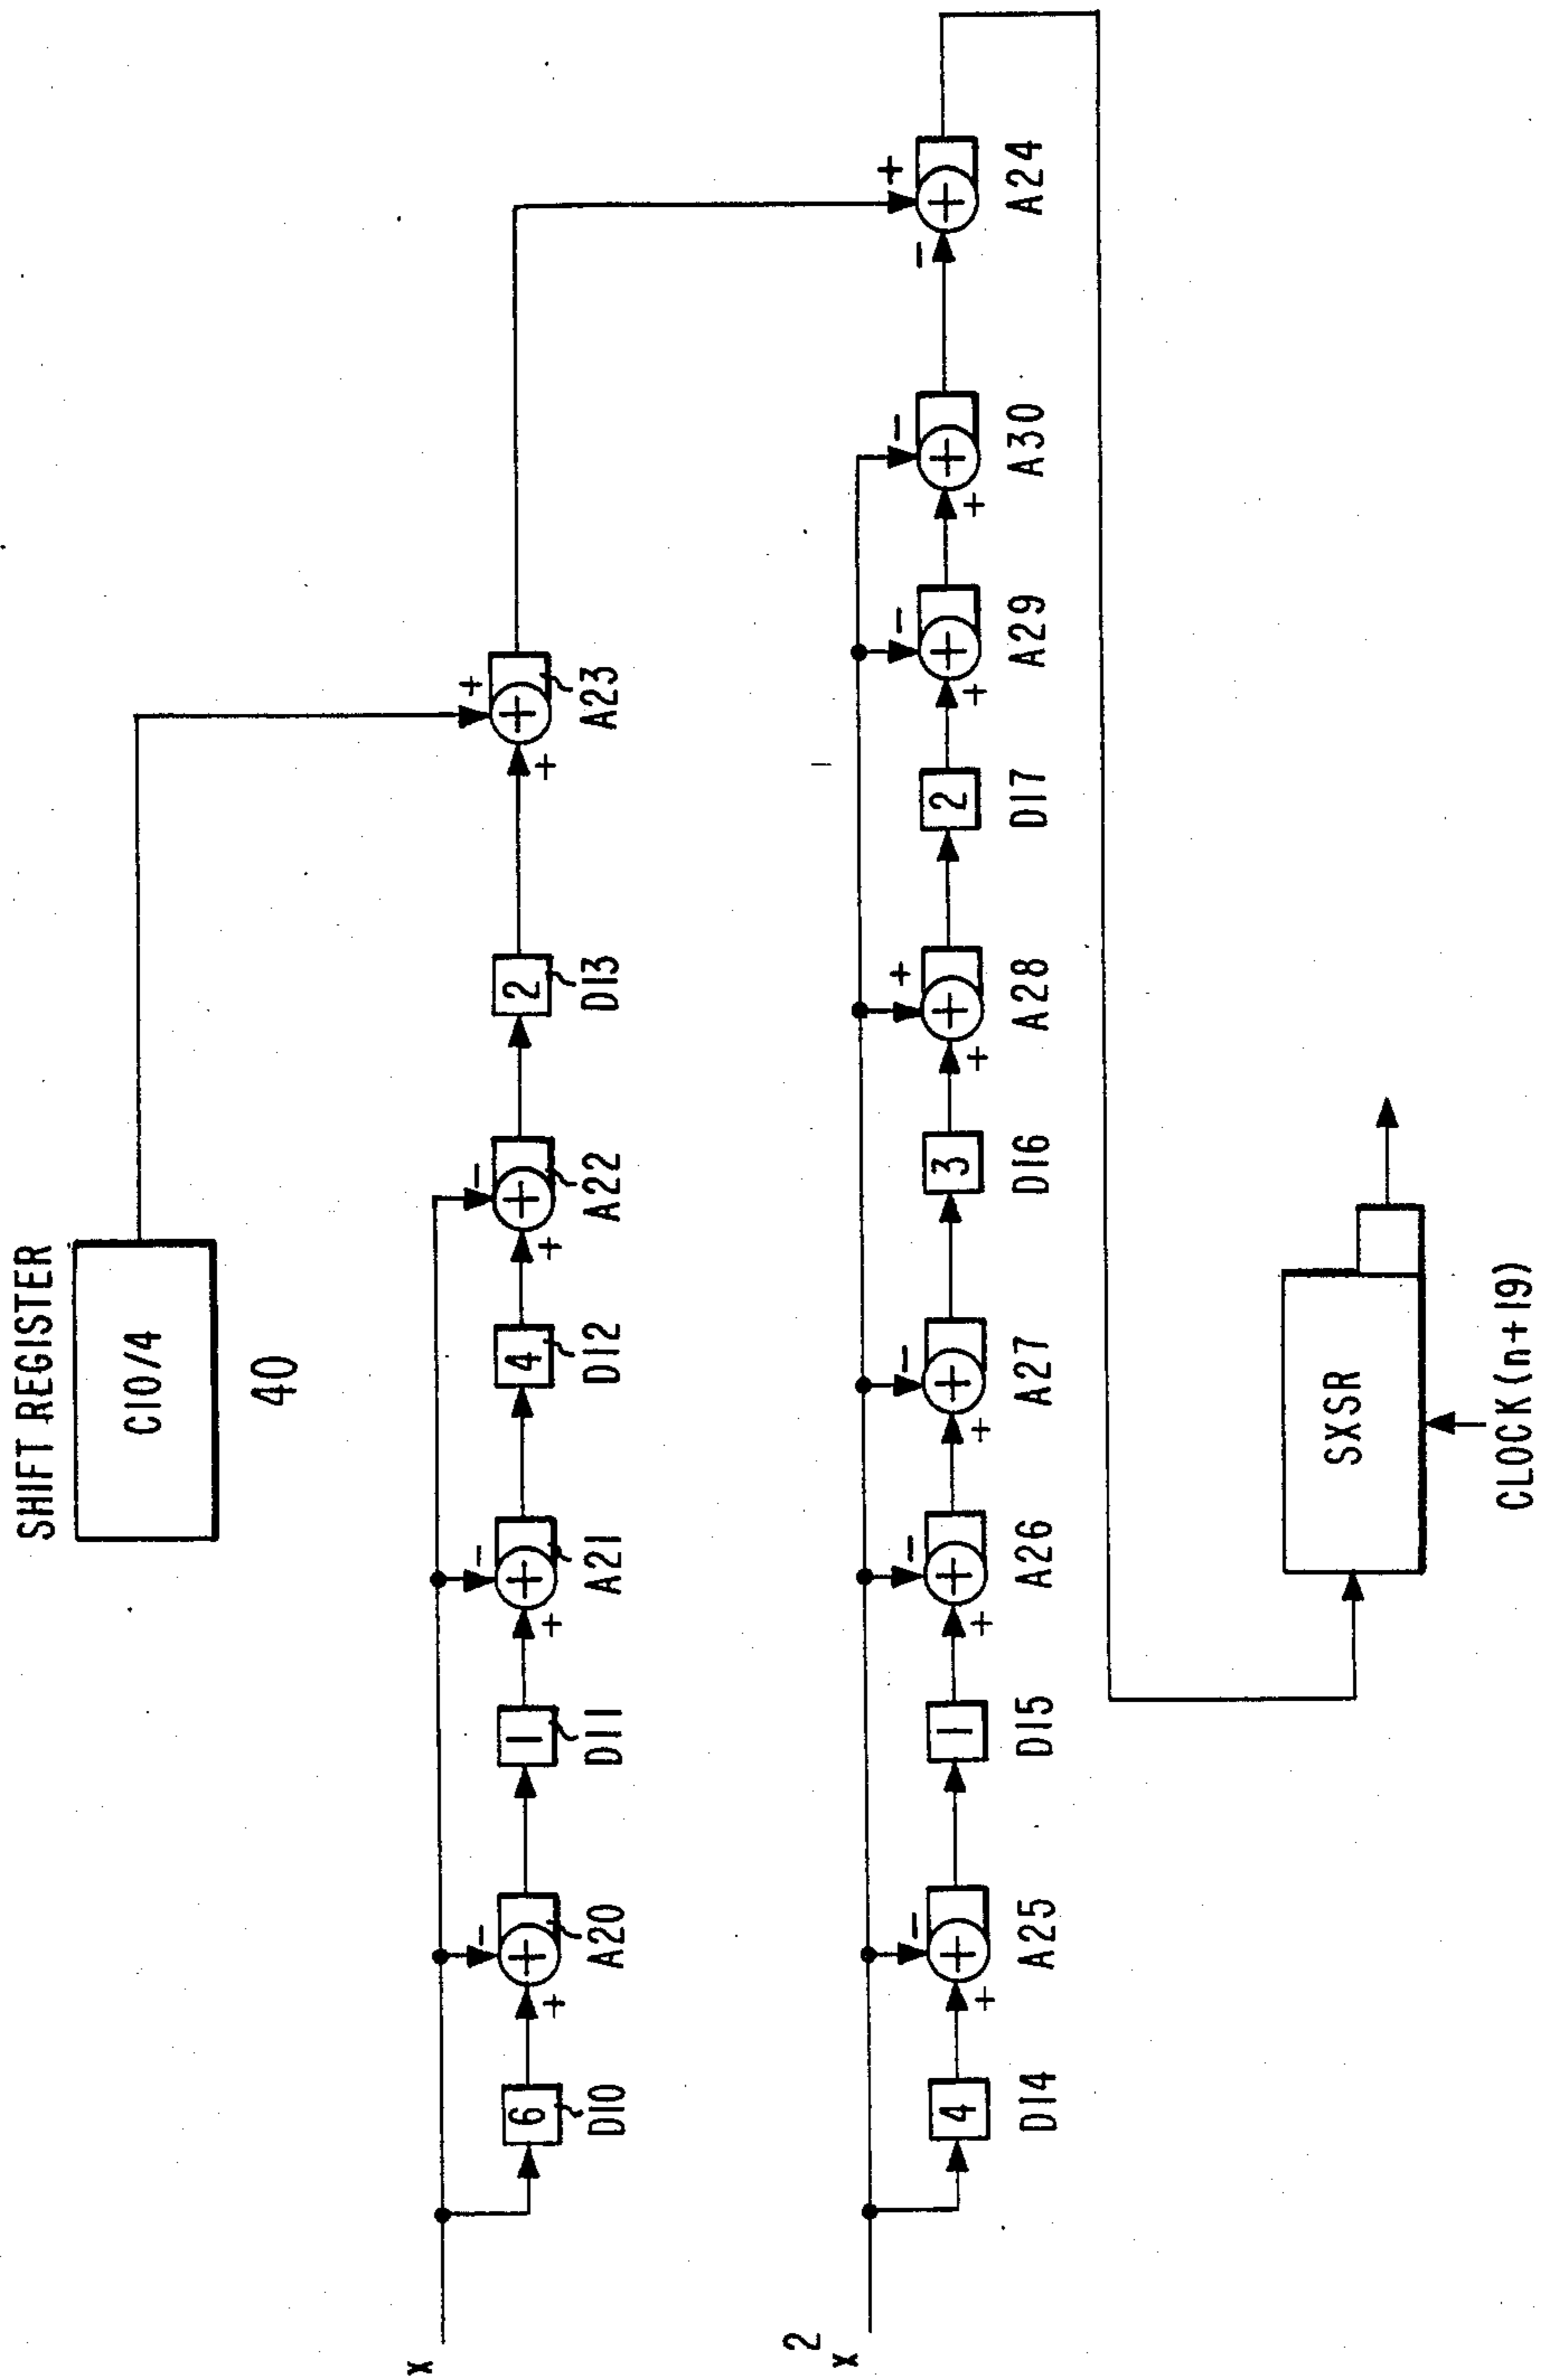 SHIFT REGISTER
C10/4
40
x
6
D10
+
−
A20
1
D11
+
−
A21
4
D12
+
−
A22
2
D13
+
+
A23
x²
4
D14
+
−
A25
1
D15
+
−
A26
+
−
A27
3
D16
+
+
A28
2
D17
+
−
A29
+
−
A30
−
+
A24
SXSR
CLOCK (n+19)